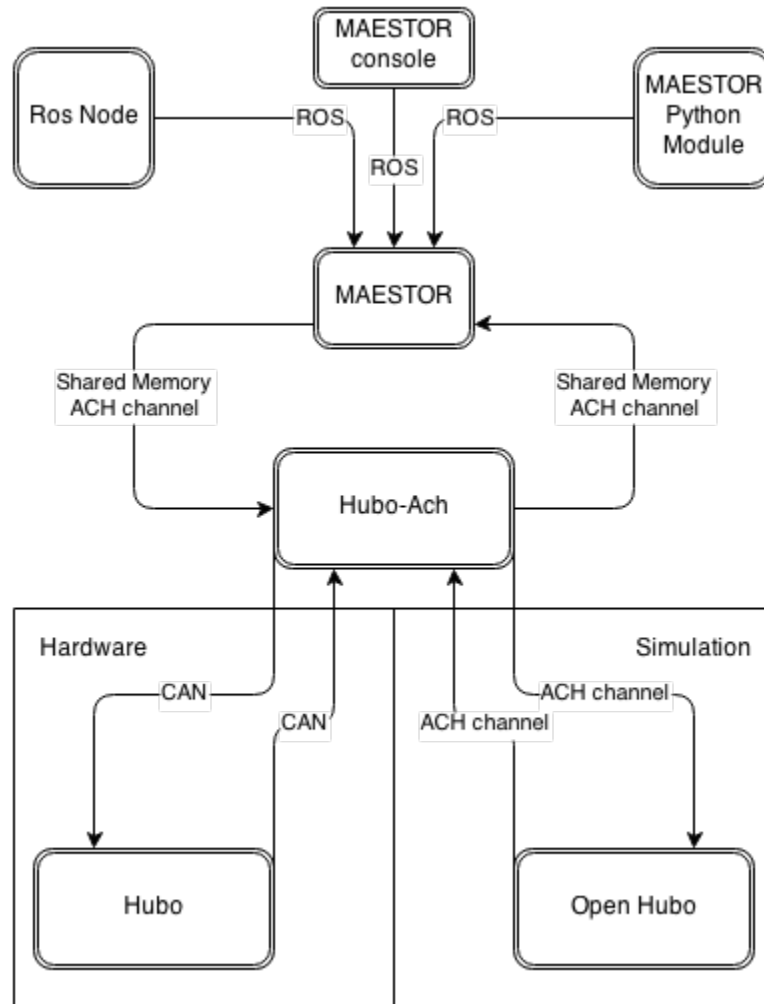 MAESTOR
console
Ros Node
MAESTOR
Python
Module
ROS
ROS
ROS
MAESTOR
Shared Memory
ACH channel
Shared Memory
ACH channel
Hubo-Ach
Hardware
Simulation
CAN
ACH channel
CAN
ACH channel
Hubo
Open Hubo